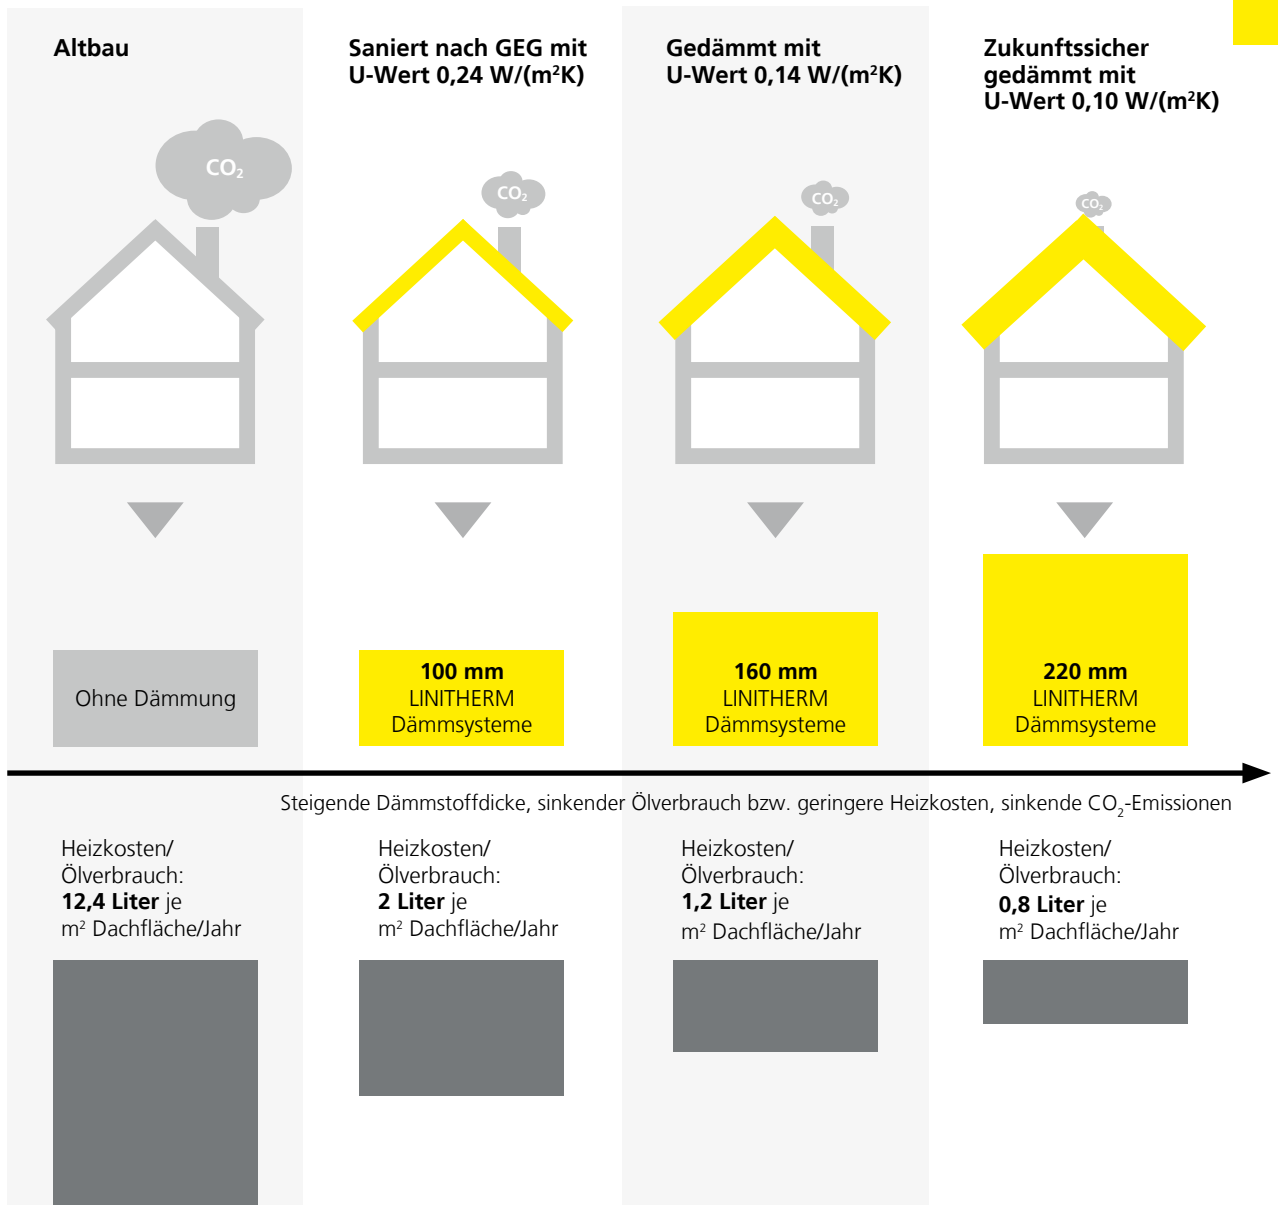 Altbau
Saniert nach GEG mit
U-Wert 0,24 W/(m²K)
Gedämmt mit
U-Wert 0,14 W/(m²K)
Zukunftssicher
gedämmt mit
U-Wert 0,10 W/(m²K)
CO₂
CO₂
CO₂
CO₂
Ohne Dämmung
100 mm
LINITHERM
Dämmsysteme
160 mm
LINITHERM
Dämmsysteme
220 mm
LINITHERM
Dämmsysteme
Steigende Dämmstoffdicke, sinkender Ölverbrauch bzw. geringere Heizkosten, sinkende CO₂-Emissionen
Heizkosten/
Ölverbrauch:
12,4 Liter je
m² Dachfläche/Jahr
Heizkosten/
Ölverbrauch:
2 Liter je
m² Dachfläche/Jahr
Heizkosten/
Ölverbrauch:
1,2 Liter je
m² Dachfläche/Jahr
Heizkosten/
Ölverbrauch:
0,8 Liter je
m² Dachfläche/Jahr